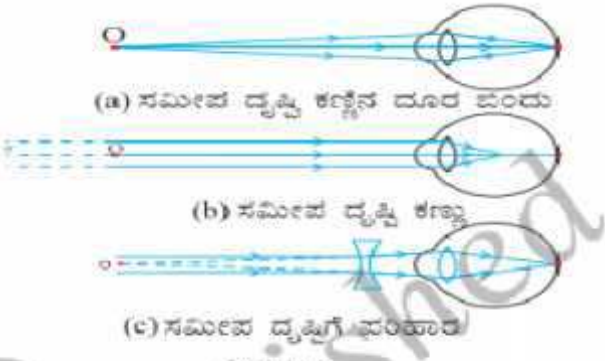 O
(a) ಸಮೀಪ ದೃಷ್ಟಿ ಕಣ್ಣಿನ ದೂರ ಬಿಂದು
O
(b) ಸಮೀಪ ದೃಷ್ಟಿ ಕಣ್ಣು
O
(c) ಸಮೀಪ ದೃಷ್ಟಿಗೆ ಪರಿಹಾರ